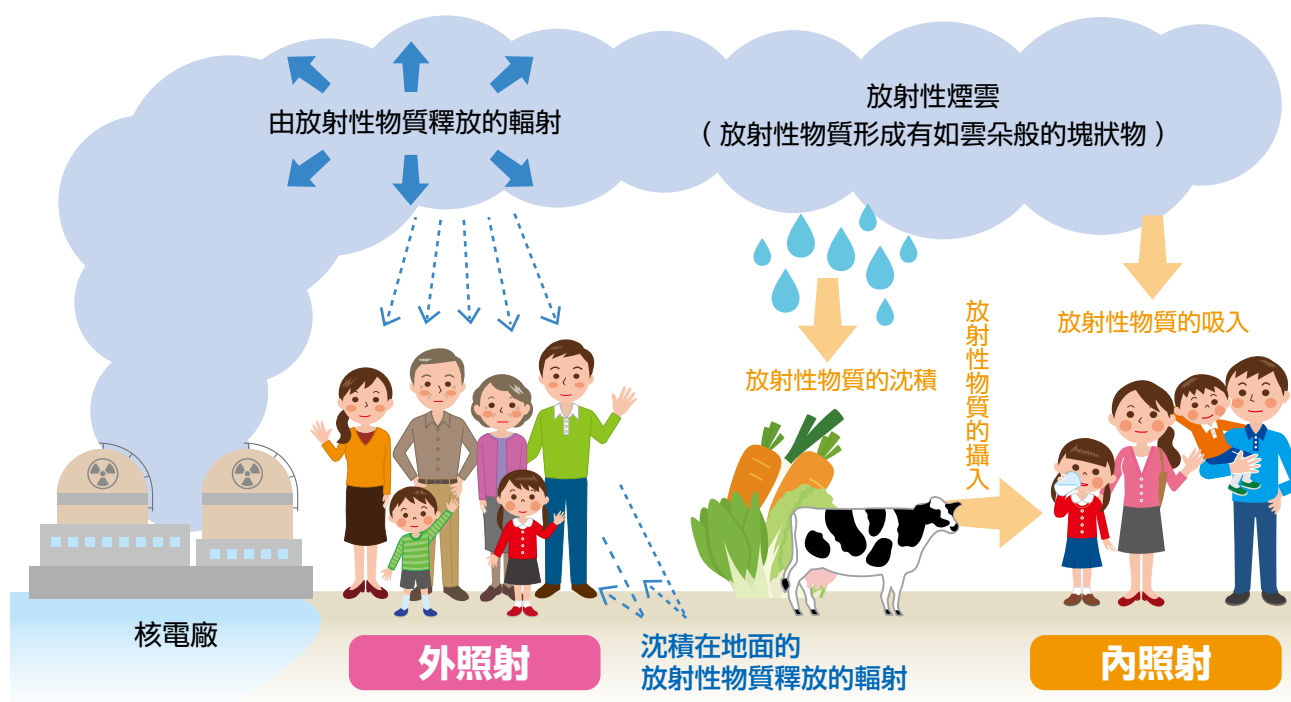 由放射性物質釋放的輻射
放射性煙雲
（放射性物質形成有如雲朵般的塊狀物）
放射性物質的吸入
放射性物質的沈積
放射性物質的攝入
核電廠
外照射
沈積在地面的
放射性物質釋放的輻射
內照射